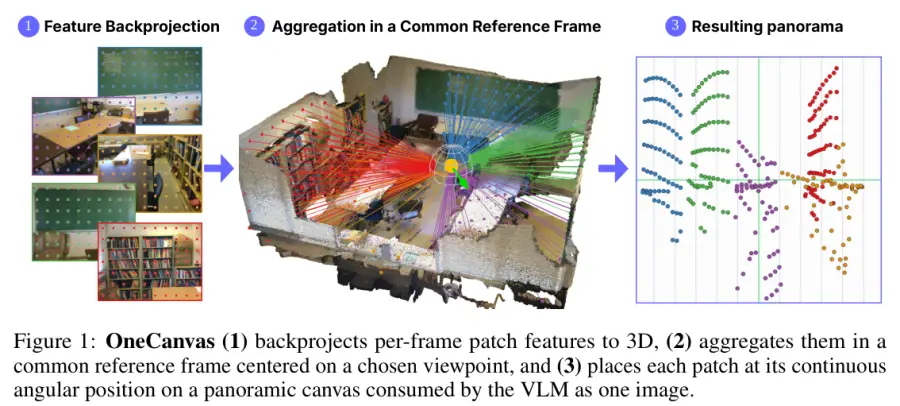 1 Feature Backprojection
2 Aggregation in a Common Reference Frame
3 Resulting panorama
Figure 1: OneCanvas (1) backprojects per-frame patch features to 3D, (2) aggregates them in a
common reference frame centered on a chosen viewpoint, and (3) places each patch at its continuous
angular position on a panoramic canvas consumed by the VLM as one image.